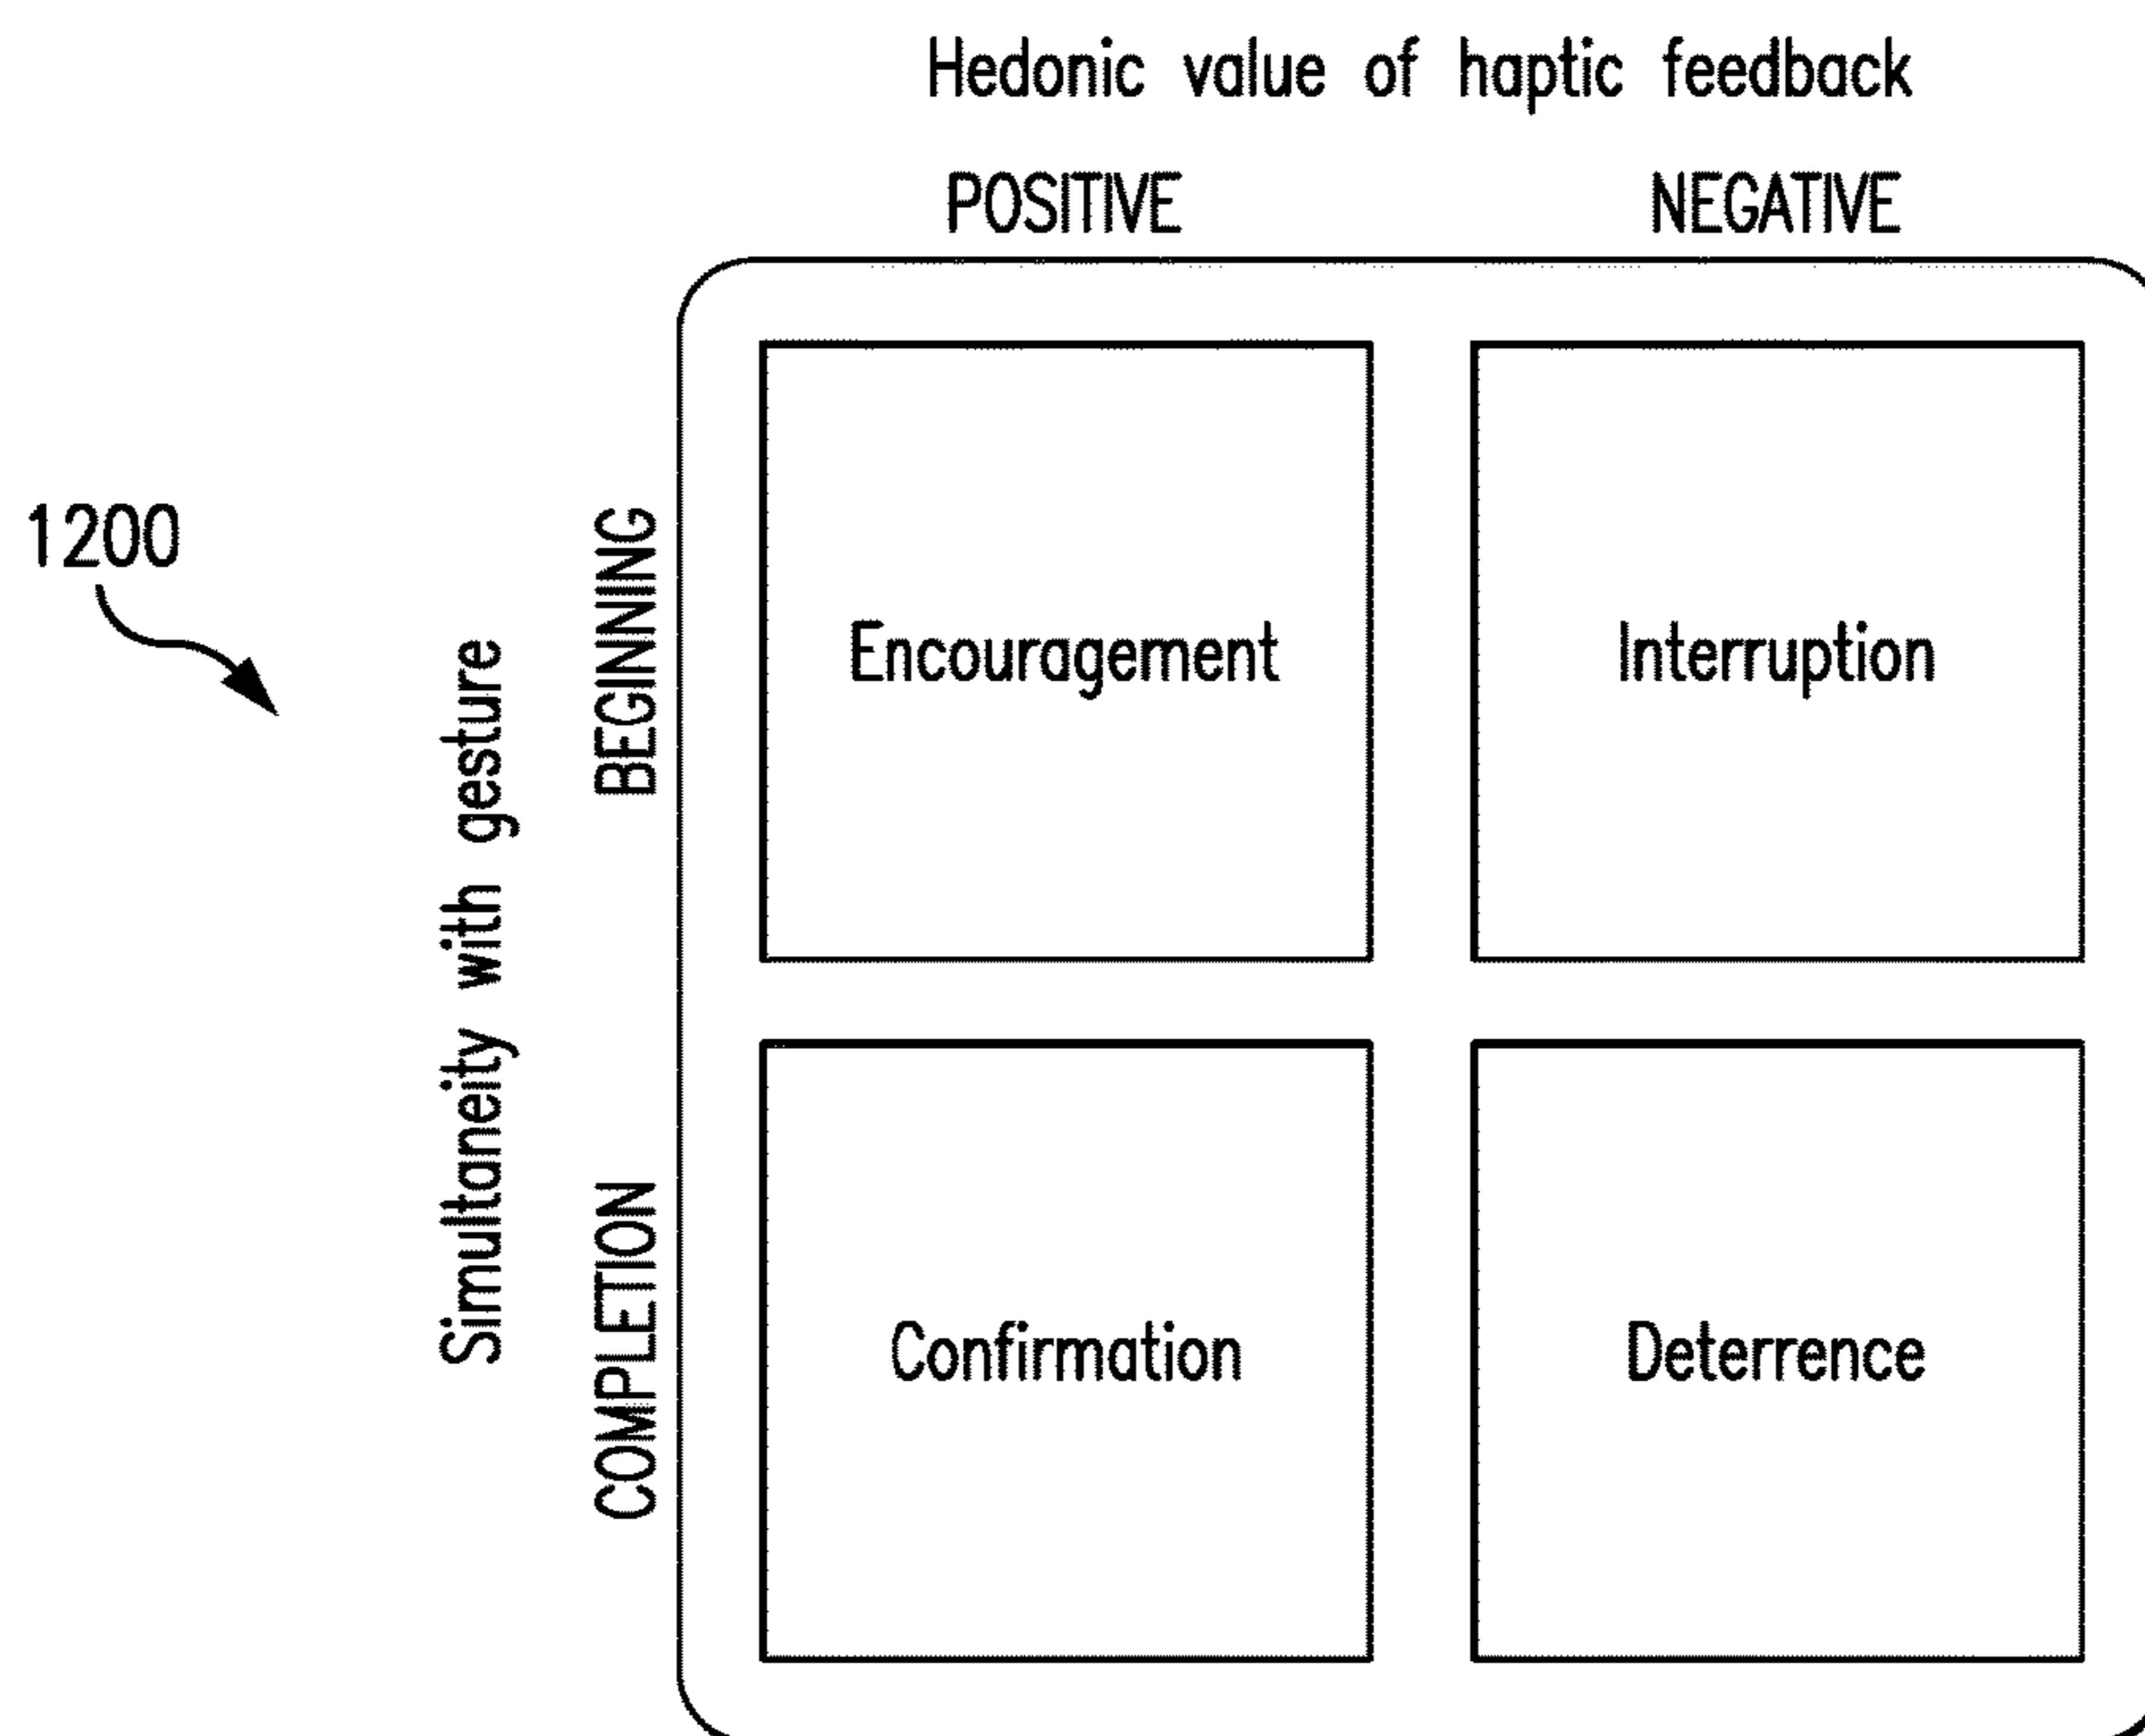 Hedonic value of haptic feedback
POSITIVE NEGATIVE
1200
Simultaneity with gesture
BEGINNING
Encouragement Interruption
COMPLETION
Confirmation Deterrence